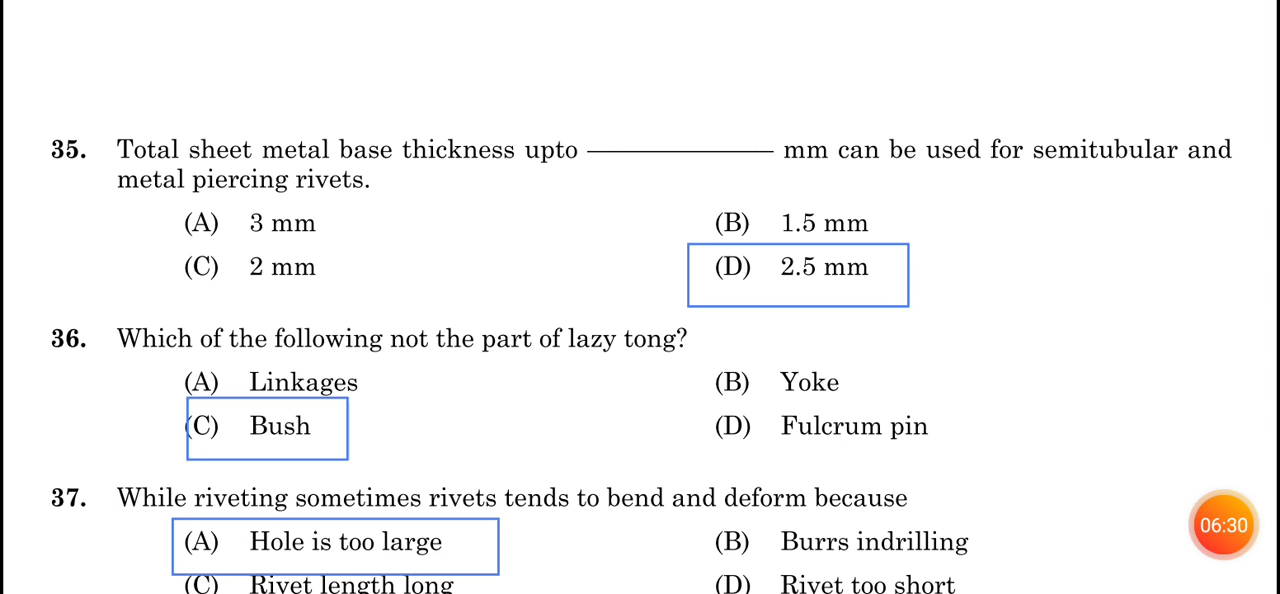 35. Total sheet metal base thickness upto ______________ mm can be used for semitubular and
metal piercing rivets.
(A) 3 mm (B) 1.5 mm
(C) 2 mm (D) 2.5 mm
36. Which of the following not the part of lazy tong?
(A) Linkages (B) Yoke
(C) Bush (D) Fulcrum pin
37. While riveting sometimes rivets tends to bend and deform because
(A) Hole is too large (B) Burrs indrilling
(C) Rivet length long (D) Rivet too short
06:30